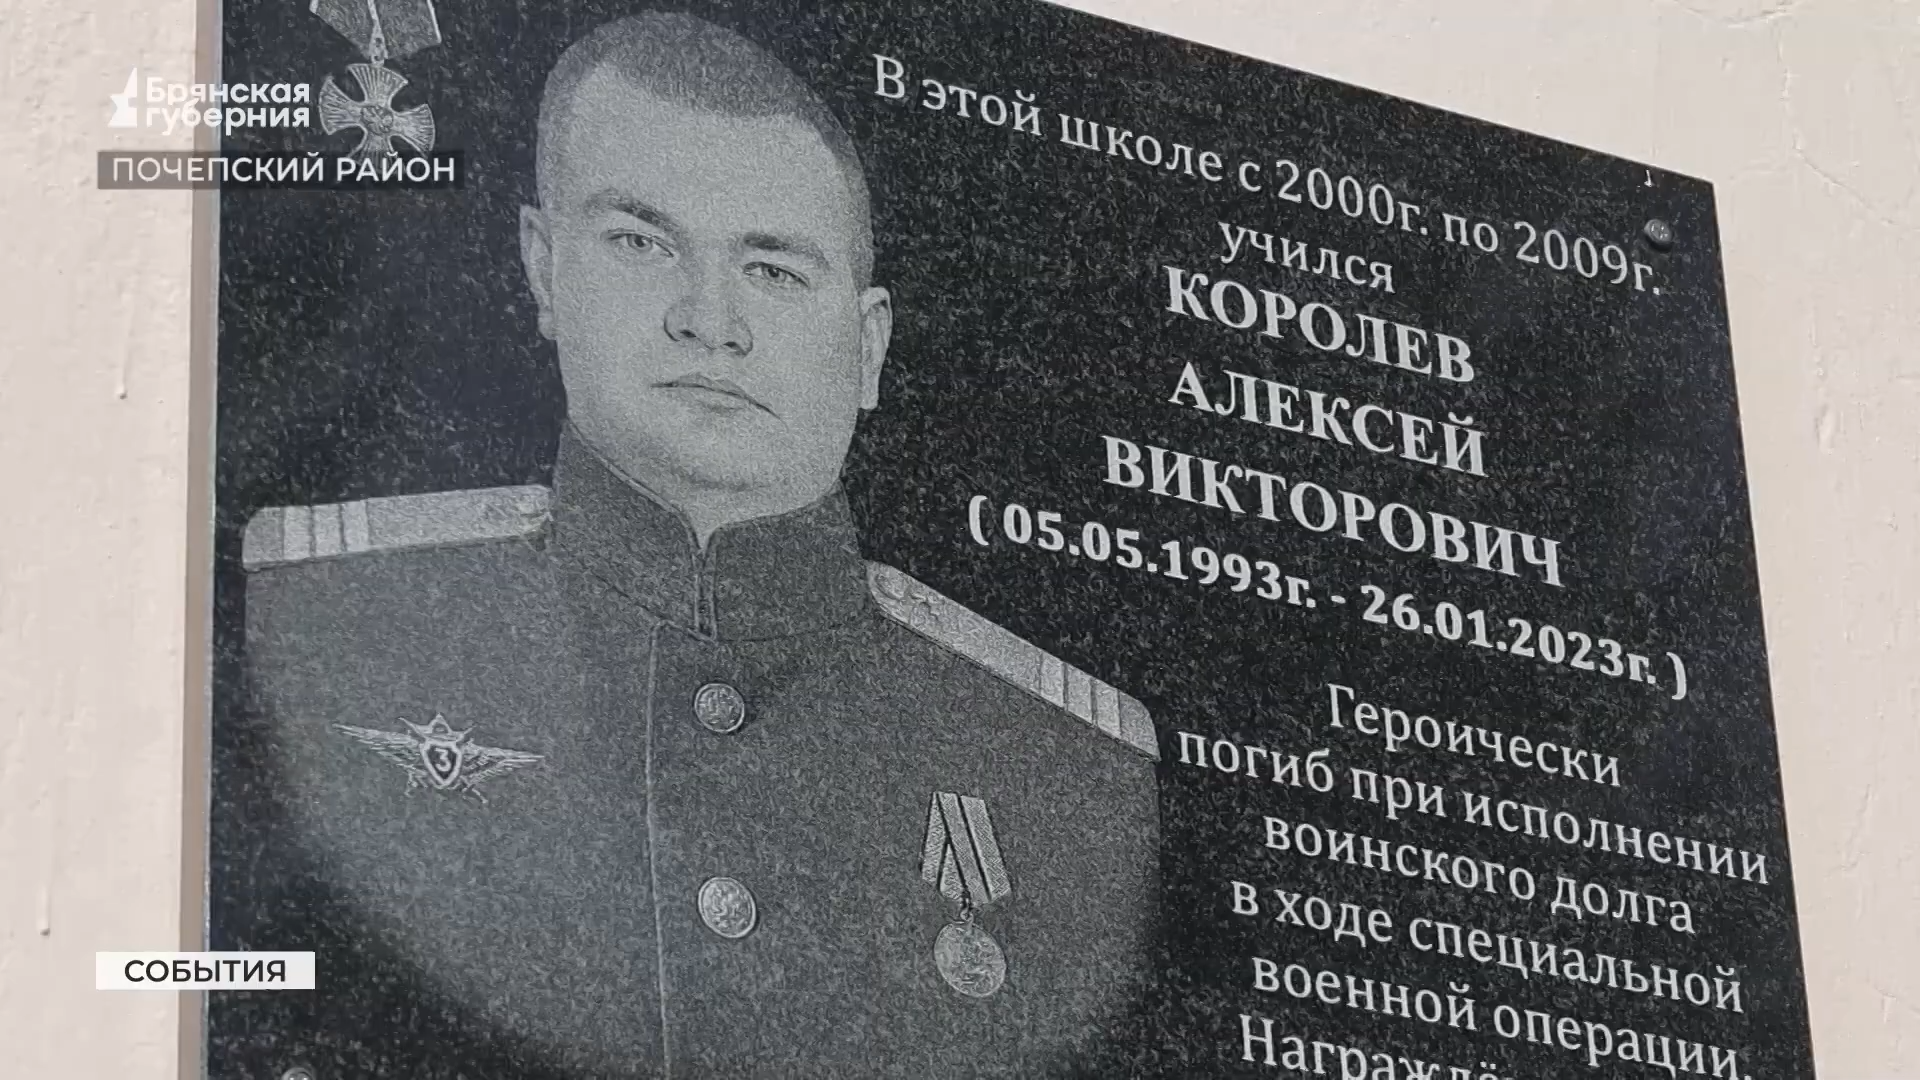 Брянская
губерния
ПОЧЕПСКИЙ РАЙОН
В этой школе с 2000г. по 2009г.
учился
КОРОЛЕВ
АЛЕКСЕЙ
ВИКТОРОВИЧ
( 05.05.1993г. - 26.01.2023г. )
Героически
погиб при исполнении
воинского долга
в ходе специальной
военной операции.
3
СОБЫТИЯ